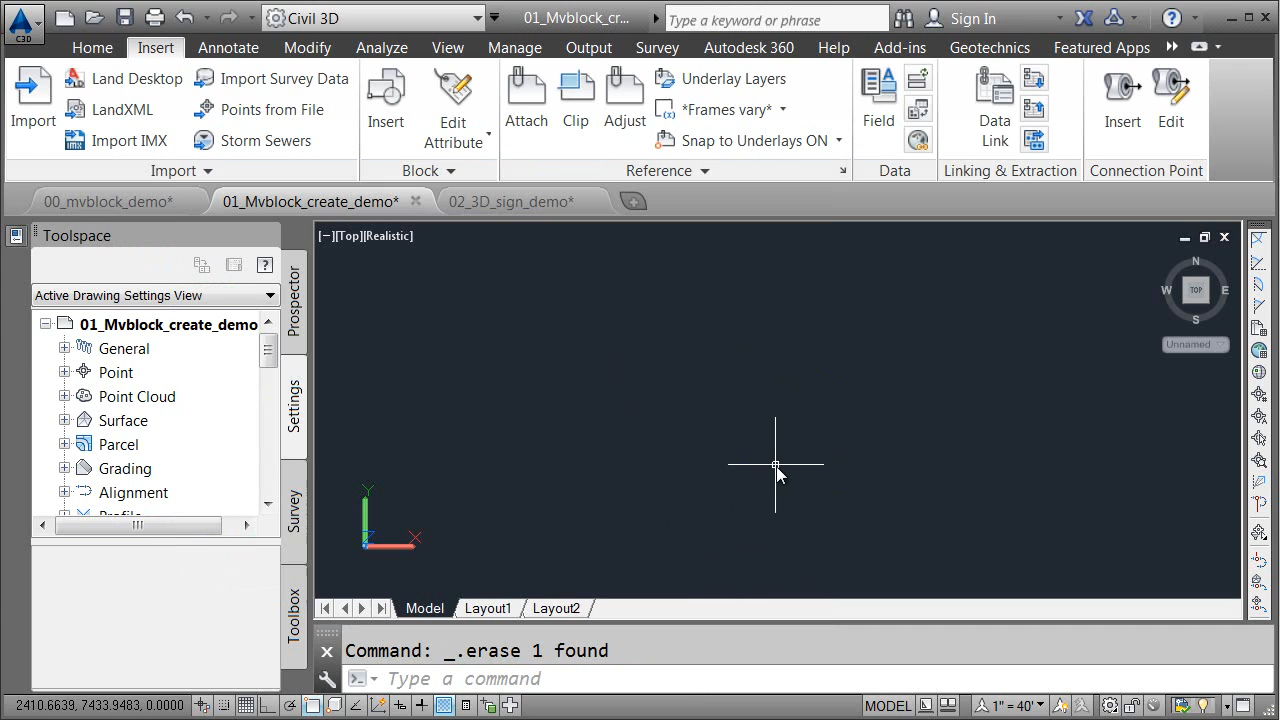 C3D
Civil 3D
01_Mvblock_cr...
Type a keyword or phrase
Sign In
Home
Insert
Annotate
Modify
Analyze
View
Manage
Output
Survey
Autodesk 360
Help
Add-ins
Geotechnics
Featured Apps
Import
Land Desktop
LandXML
Import IMX
Import Survey Data
Points from File
Storm Sewers
Import
Insert
Edit
Attribute
Block
Attach
Clip
Adjust
Underlay Layers
*Frames vary*
Snap to Underlays ON
Reference
Field
Data
Data
Link
Linking & Extraction
Insert
Edit
Connection Point
00_mvblock_demo*
01_Mvblock_create_demo*
02_3D_sign_demo*
Toolspace
Active Drawing Settings View
01_Mvblock_create_demo
General
Point
Point Cloud
Surface
Parcel
Grading
Alignment
Prospector
Settings
Survey
Toolbox
[−][Top][Realistic]
N
W
TOP
E
S
Unnamed
Y
Z
X
Model
Layout1
Layout2
Command: _.erase 1 found
Type a command
2410.6639, 7433.9483, 0.0000
MODEL
1" = 40'